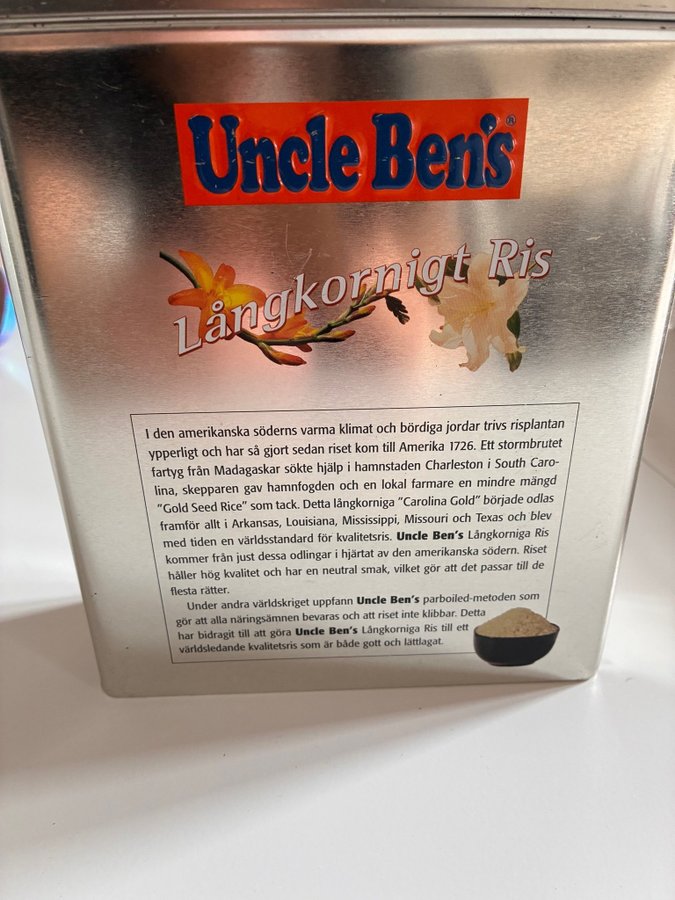 Uncle Ben's®
Långkornigt Ris
I den amerikanska söderns varma klimat och bördiga jordar trivs risplantan
ypperligt och har så gjort sedan riset kom till Amerika 1726. Ett stormbrutet
fartyg från Madagaskar sökte hjälp i hamnstaden Charleston i South Caro-
lina, skepparen gav hamnfogden och en lokal farmare en mindre mängd
"Gold Seed Rice" som tack. Detta långkorniga "Carolina Gold" började odlas
framför allt i Arkansas, Louisiana, Mississippi, Missouri och Texas och blev
med tiden en världsstandard för kvalitetsris. Uncle Ben's Långkorniga Ris
kommer från just dessa odlingar i hjärtat av den amerikanska södern. Riset
håller hög kvalitet och har en neutral smak, vilket gör att det passar till de
flesta rätter.
Under andra världskriget uppfann Uncle Ben's parboiled-metoden som
gör att alla näringsämnen bevaras och att riset inte klibbar. Detta
har bidragit till att göra Uncle Ben's Långkorniga Ris till ett
världsledande kvalitetsris som är både gott och lättlagat.